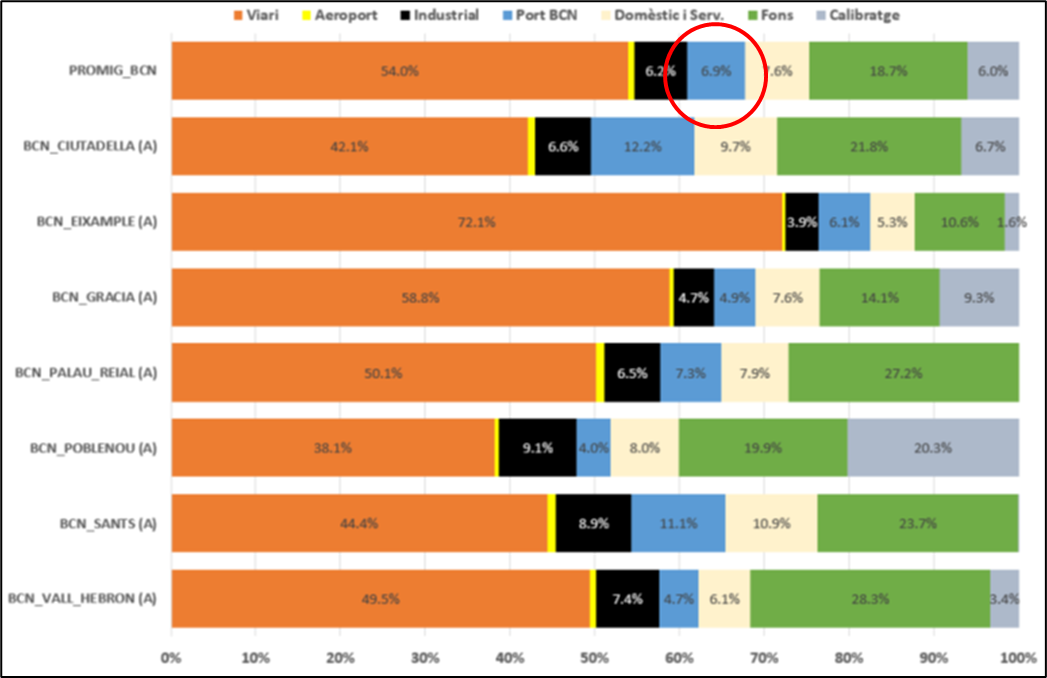 Viari Aeroport Industrial Port BCN Domèstic i Serv. Fons Calibratge
PROMIG_BCN 54.0% 6.2% 6.9% 7.6% 18.7% 6.0%
BCN_CIUTADELLA (A) 42.1% 6.6% 12.2% 9.7% 21.8% 6.7%
BCN_EIXAMPLE (A) 72.1% 3.9% 6.1% 5.3% 10.6% 1.6%
BCN_GRACIA (A) 58.8% 4.7% 4.9% 7.6% 14.1% 9.3%
BCN_PALAU_REIAL (A) 50.1% 6.5% 7.3% 7.9% 27.2%
BCN_POBLENOU (A) 38.1% 9.1% 4.0% 8.0% 19.9% 20.3%
BCN_SANTS (A) 44.4% 8.9% 11.1% 10.9% 23.7%
BCN_VALL_HEBRON (A) 49.5% 7.4% 4.7% 6.1% 28.3% 3.4%
0% 10% 20% 30% 40% 50% 60% 70% 80% 90% 100%